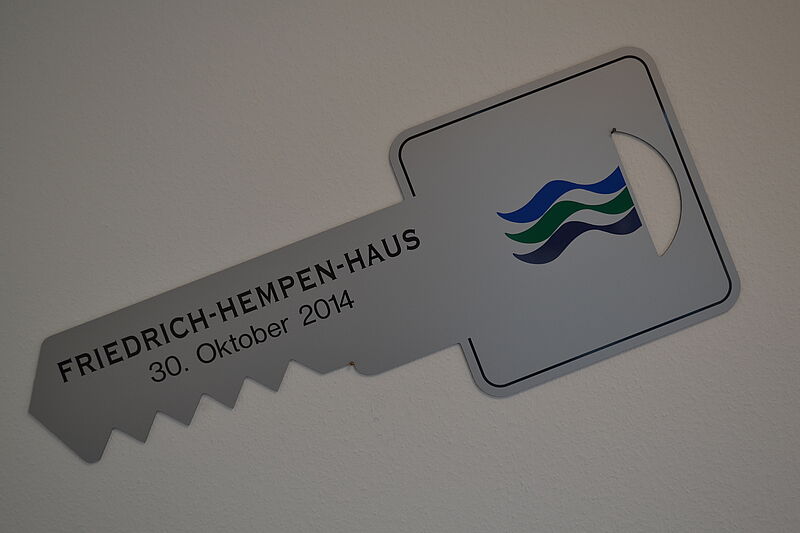 FRIEDRICH-HEMPEN-HAUS
30. Oktober 2014